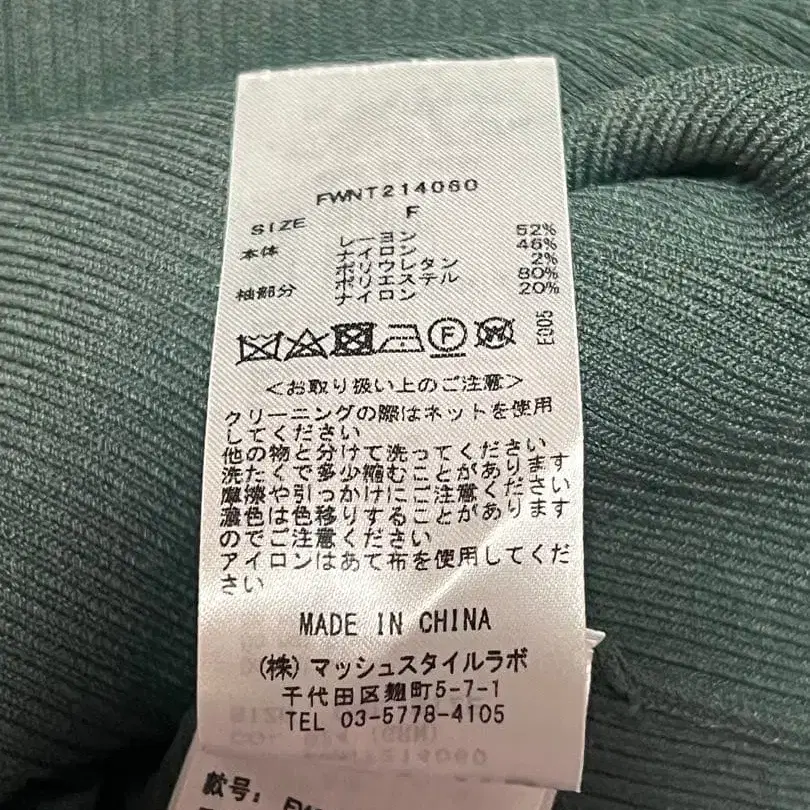 FWNT214060
SIZE F
本体 レーヨン 52%
ナイロン 46%
ポリウレタン 2%
袖部分 ポリエステル 80%
ナイロン 20%
F W
E305
<お取り扱い上のご注意>
クリーニングの際はネットを使用
してください
他の物と分けて洗ってください
洗たくで多少縮むことがあります
摩擦や引っかけにご注意ください
濃色は色移りすることがあります
のでご注意ください
アイロンはあて布を使用してくだ
さい
MADE IN CHINA
(株)マッシュスタイルラボ
千代田区麹町5-7-1
TEL 03-5778-4105
款号: